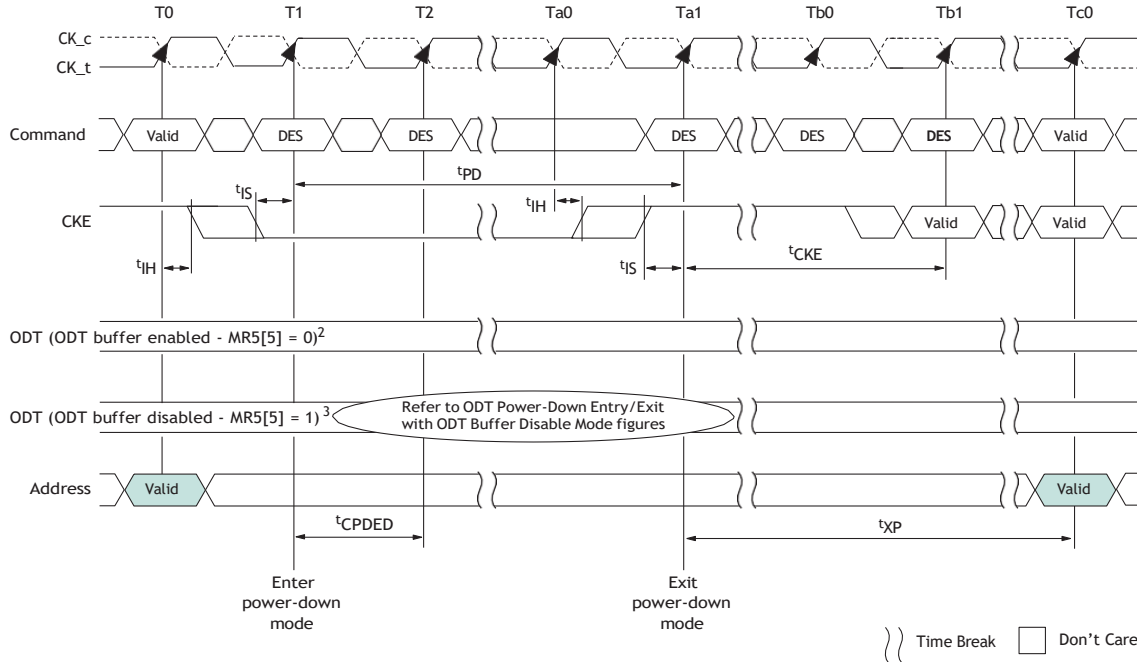 T0 T1 T2 Ta0 Ta1 Tb0 Tb1 Tc0
CK_c
CK_t
Command Valid DES DES DES DES DES Valid
tPD
tIS
tIH
CKE Valid Valid
tIH
tIS
tCKE
ODT (ODT buffer enabled - MR5[5] = 0)2
ODT (ODT buffer disabled - MR5[5] = 1) 3
Refer to ODT Power-Down Entry/Exit
with ODT Buffer Disable Mode figures
Address Valid Valid
tCPDED
tXP
Enter
power-down
mode
Exit
power-down
mode
Time Break Don't Care